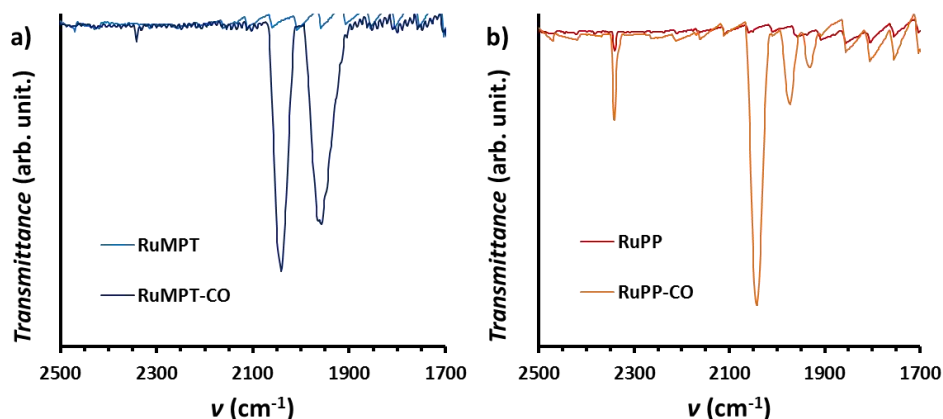 a)
Transmittance (arb. unit.)
RuMPT
RuMPT-CO
2500 2300 2100 1900 1700
ν (cm⁻¹)
b)
Transmittance (arb. unit.)
RuPP
RuPP-CO
2500 2300 2100 1900 1700
ν (cm⁻¹)